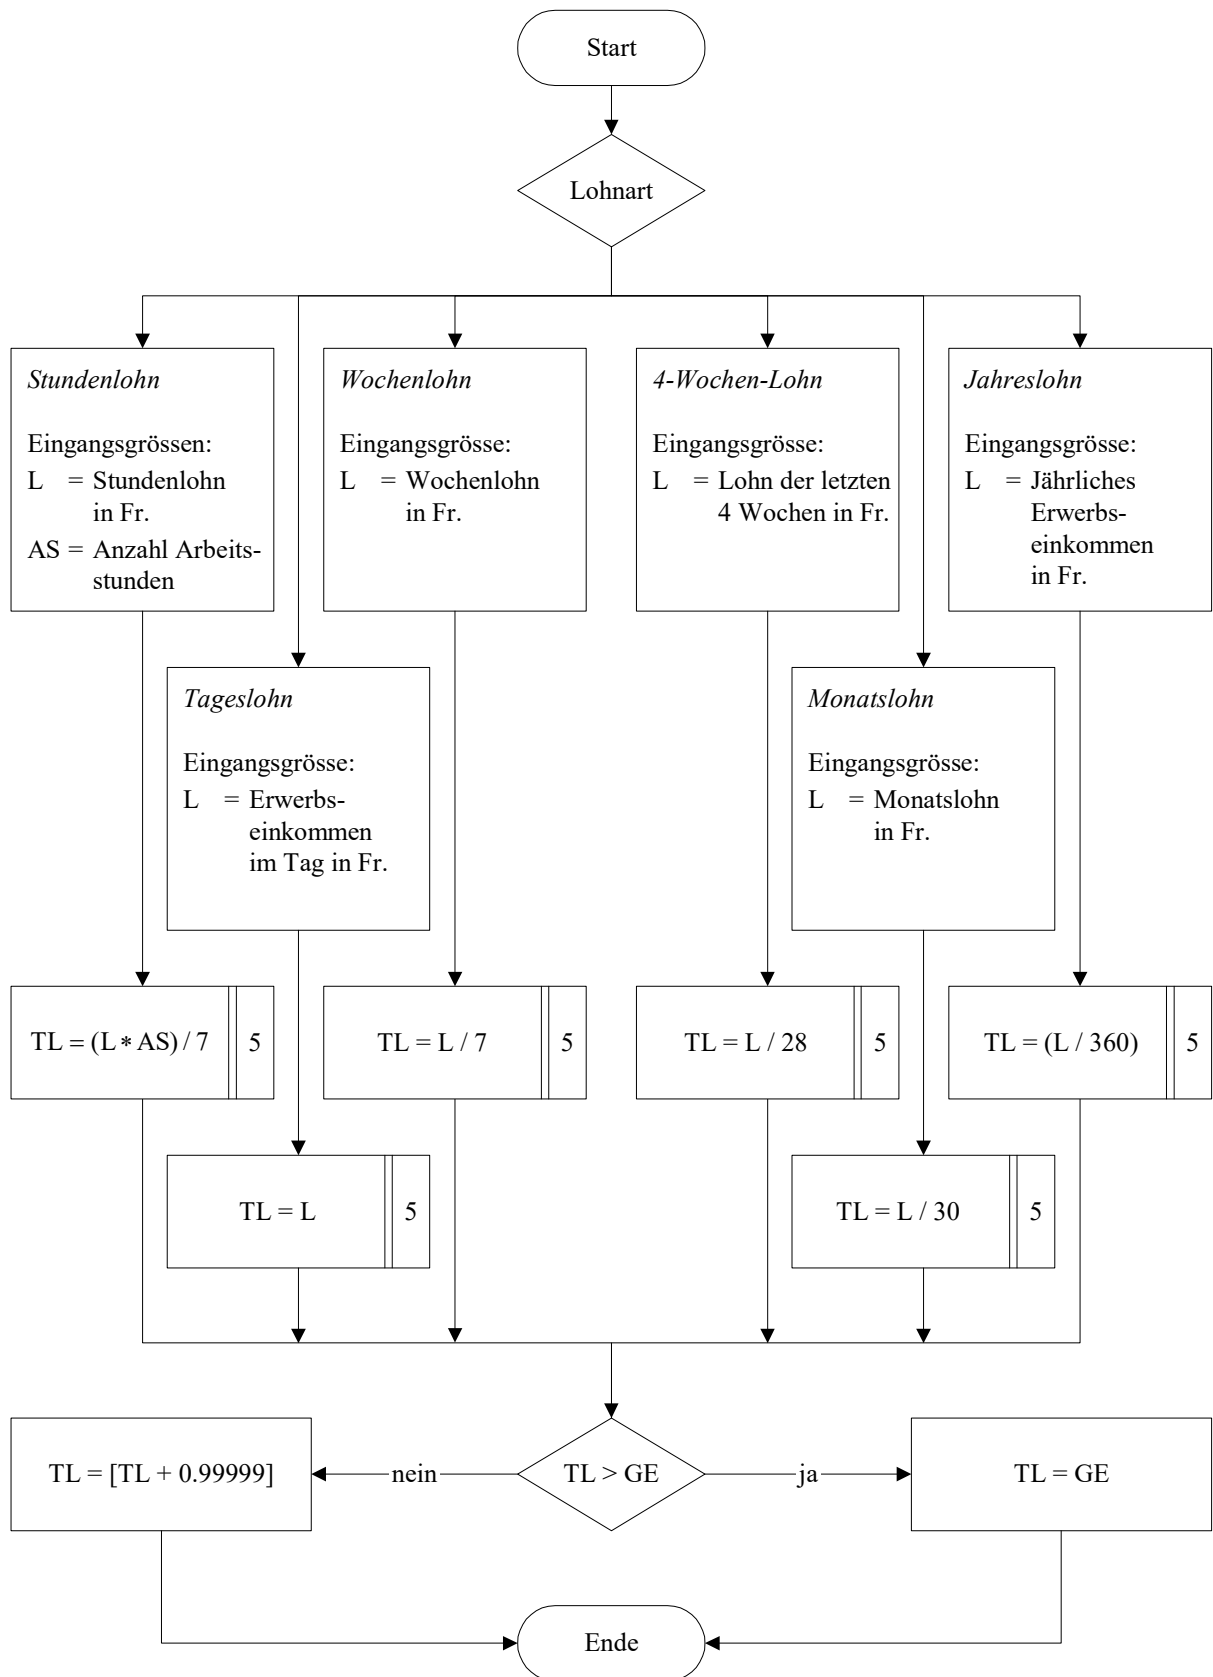 Start
Lohnart
Stundenlohn
Eingangsgrössen:
L = Stundenlohn
in Fr.
AS = Anzahl Arbeits-
stunden
Wochenlohn
Eingangsgrösse:
L = Wochenlohn
in Fr.
4-Wochen-Lohn
Eingangsgrösse:
L = Lohn der letzten
4 Wochen in Fr.
Jahreslohn
Eingangsgrösse:
L = Jährliches
Erwerbs-
einkommen
in Fr.
Tageslohn
Eingangsgrösse:
L = Erwerbs-
einkommen
im Tag in Fr.
Monatslohn
Eingangsgrösse:
L = Monatslohn
in Fr.
TL = (L * AS) / 7 5
TL = L / 7 5
TL = L / 28 5
TL = (L / 360) 5
TL = L 5
TL = L / 30 5
TL = [TL + 0.99999]
nein
TL > GE
ja
TL = GE
Ende